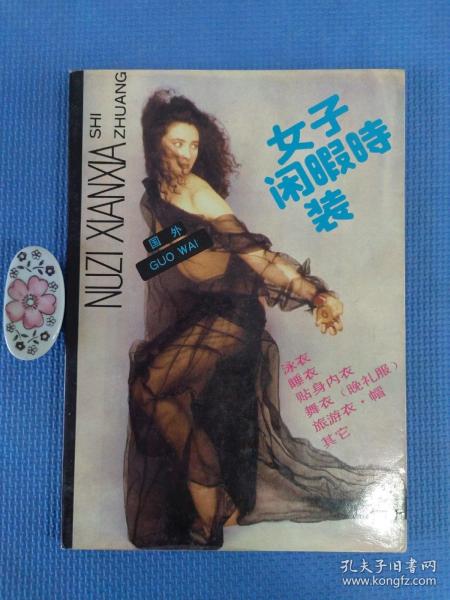 NUZI XIANXIA
SHI
ZHUANG
女子
闲暇時
装
国外
GUO WAI
泳衣
睡衣
贴身内衣
舞衣（晚礼服）
旅游衣·帽
其它
孔夫子旧书网
www.kongfz.com